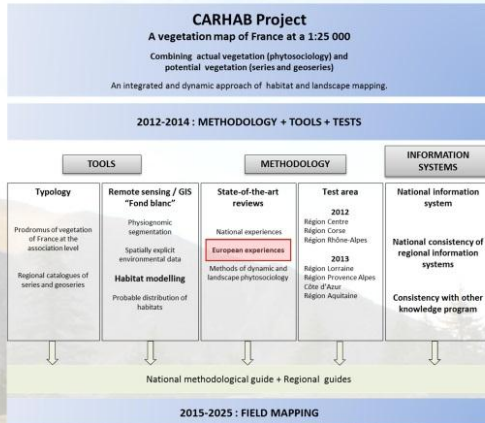 CARHAB Project
A vegetation map of France at a 1:25 000
Combining actual vegetation (phytosociology) and
potential vegetation (series and geoseries)
An integrated and dynamic approach of habitat and landscape mapping.
2012-2014 : METHODOLOGY + TOOLS + TESTS
TOOLS
METHODOLOGY
INFORMATION
SYSTEMS
Typology
Prodromus of vegetation
of France at the
association level
Regional catalogues of
series and geoseries
Remote sensing / GIS
"Fond blanc"
Physiognomic
segmentation
Spatially explicit
environmental data
Habitat modelling
Probable distribution of
habitats
State-of-the-art
reviews
National experiences
European experiences
Methods of dynamic and
landscape phytosociology
Test area
2012
Région Centre
Région Corse
Région Rhône-Alpes
2013
Région Lorraine
Région Provence Alpes
Côte d'Azur
Région Aquitaine
National information
system
National consistency of
regional information
systems
Consistency with other
knowledge program
National methodological guide + Regional guides
2015-2025 : FIELD MAPPING